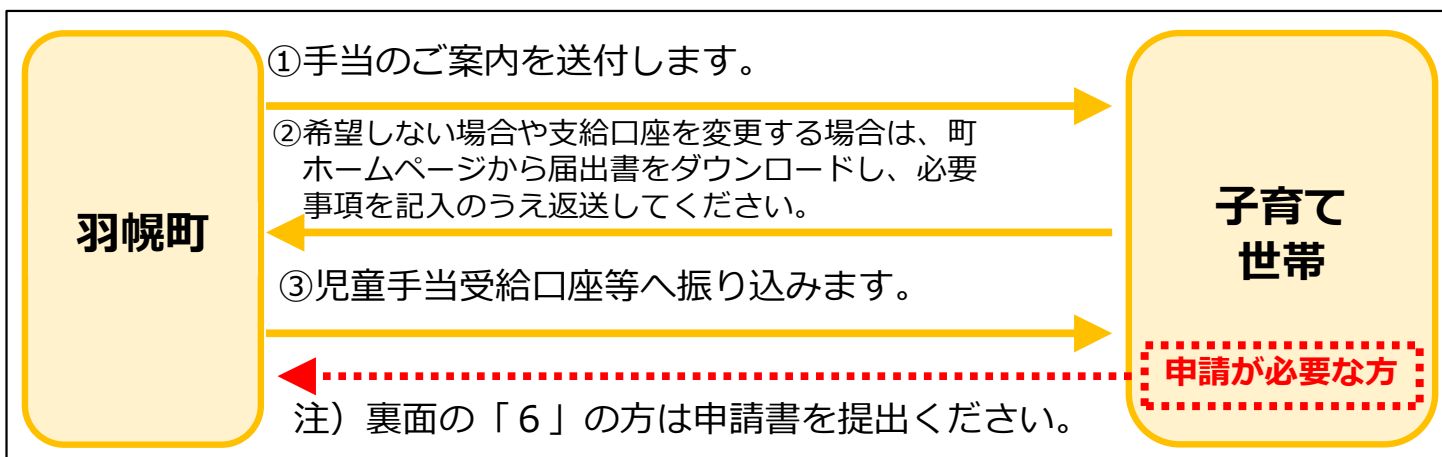 ①手当のご案内を送付します。
②希望しない場合や支給口座を変更する場合は、町
ホームページから届出書をダウンロードし、必要
事項を記入のうえ返送してください。
羽幌町
子育て
世帯
③児童手当受給口座等へ振り込みます。
申請が必要な方
注）裏面の「６」の方は申請書を提出ください。